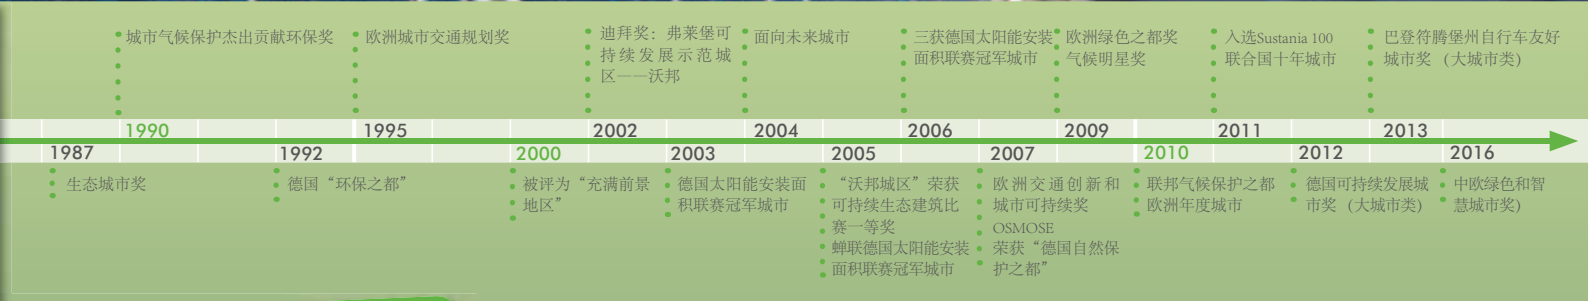 城市气候保护杰出贡献环保奖
欧洲城市交通规划奖
迪拜奖：弗莱堡可
持续发展示范城
区——沃邦
面向未来城市
三获德国太阳能安装
面积联赛冠军城市
欧洲绿色之都奖
气候明星奖
入选Sustania 100
联合国十年城市
巴登符腾堡州自行车友好
城市奖（大城市类）
1990
1995
2002
2004
2006
2009
2011
2013
1987
1992
2000
2003
2005
2007
2010
2012
2016
生态城市奖
德国“环保之都”
被评为“充满前景
地区”
德国太阳能安装面
积联赛冠军城市
“沃邦城区”荣获
可持续生态建筑比
赛一等奖
蝉联德国太阳能安装
面积联赛冠军城市
欧洲交通创新和
城市可持续奖
OSMOSE
荣获“德国自然保
护之都”
联邦气候保护之都
欧洲年度城市
德国可持续发展城
市奖（大城市类）
中欧绿色和智
慧城市奖）